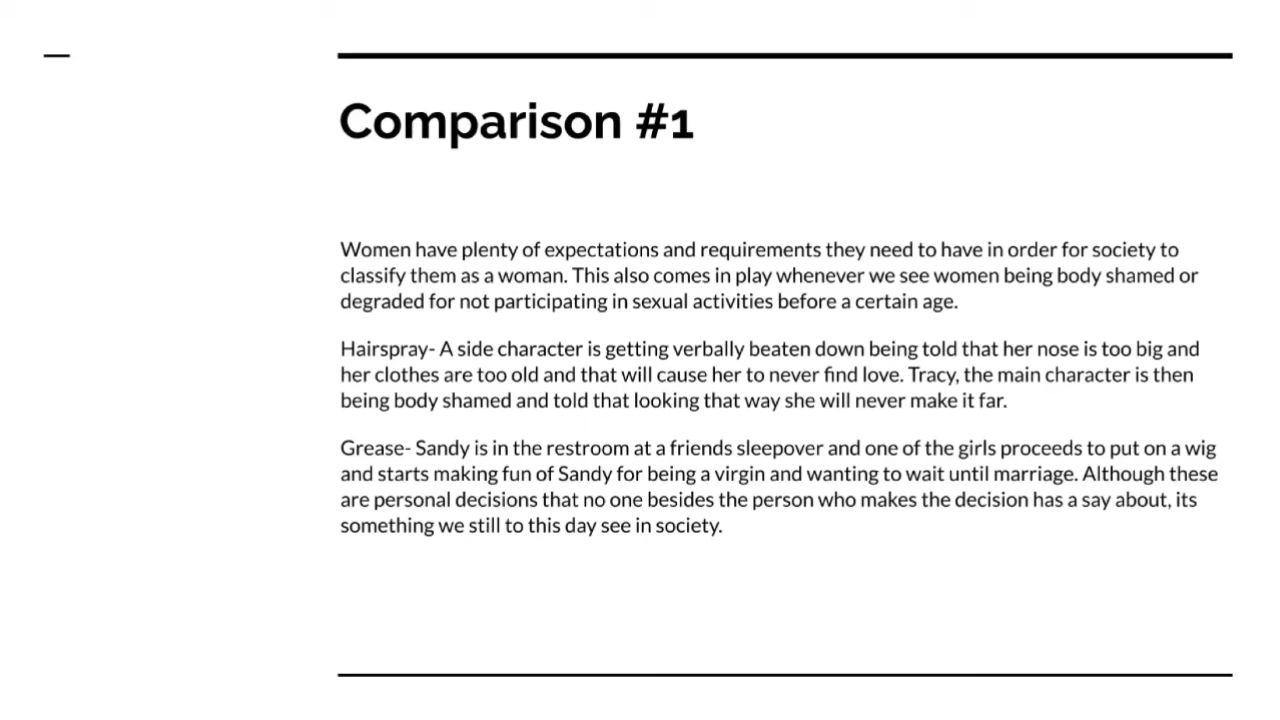 Comparison #1
Women have plenty of expectations and requirements they need to have in order for society to
classify them as a woman. This also comes in play whenever we see women being body shamed or
degraded for not participating in sexual activities before a certain age.
Hairspray- A side character is getting verbally beaten down being told that her nose is too big and
her clothes are too old and that will cause her to never find love. Tracy, the main character is then
being body shamed and told that looking that way she will never make it far.
Grease- Sandy is in the restroom at a friends sleepover and one of the girls proceeds to put on a wig
and starts making fun of Sandy for being a virgin and wanting to wait until marriage. Although these
are personal decisions that no one besides the person who makes the decision has a say about, its
something we still to this day see in society.